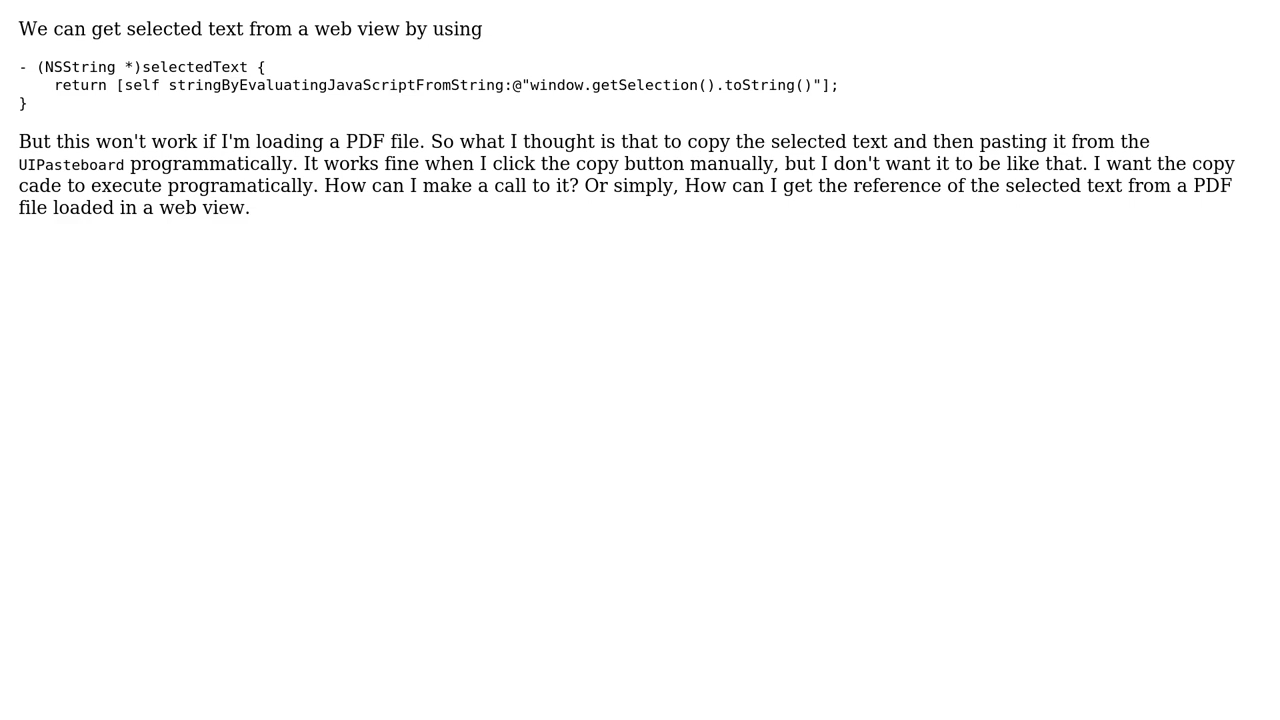 We can get selected text from a web view by using
- (NSString *)selectedText {
    return [self stringByEvaluatingJavaScriptFromString:@"window.getSelection().toString()"];
}
But this won't work if I'm loading a PDF file. So what I thought is that to copy the selected text and then pasting it from the
UIPasteboard programmatically. It works fine when I click the copy button manually, but I don't want it to be like that. I want the copy
cade to execute programatically. How can I make a call to it? Or simply, How can I get the reference of the selected text from a PDF
file loaded in a web view.